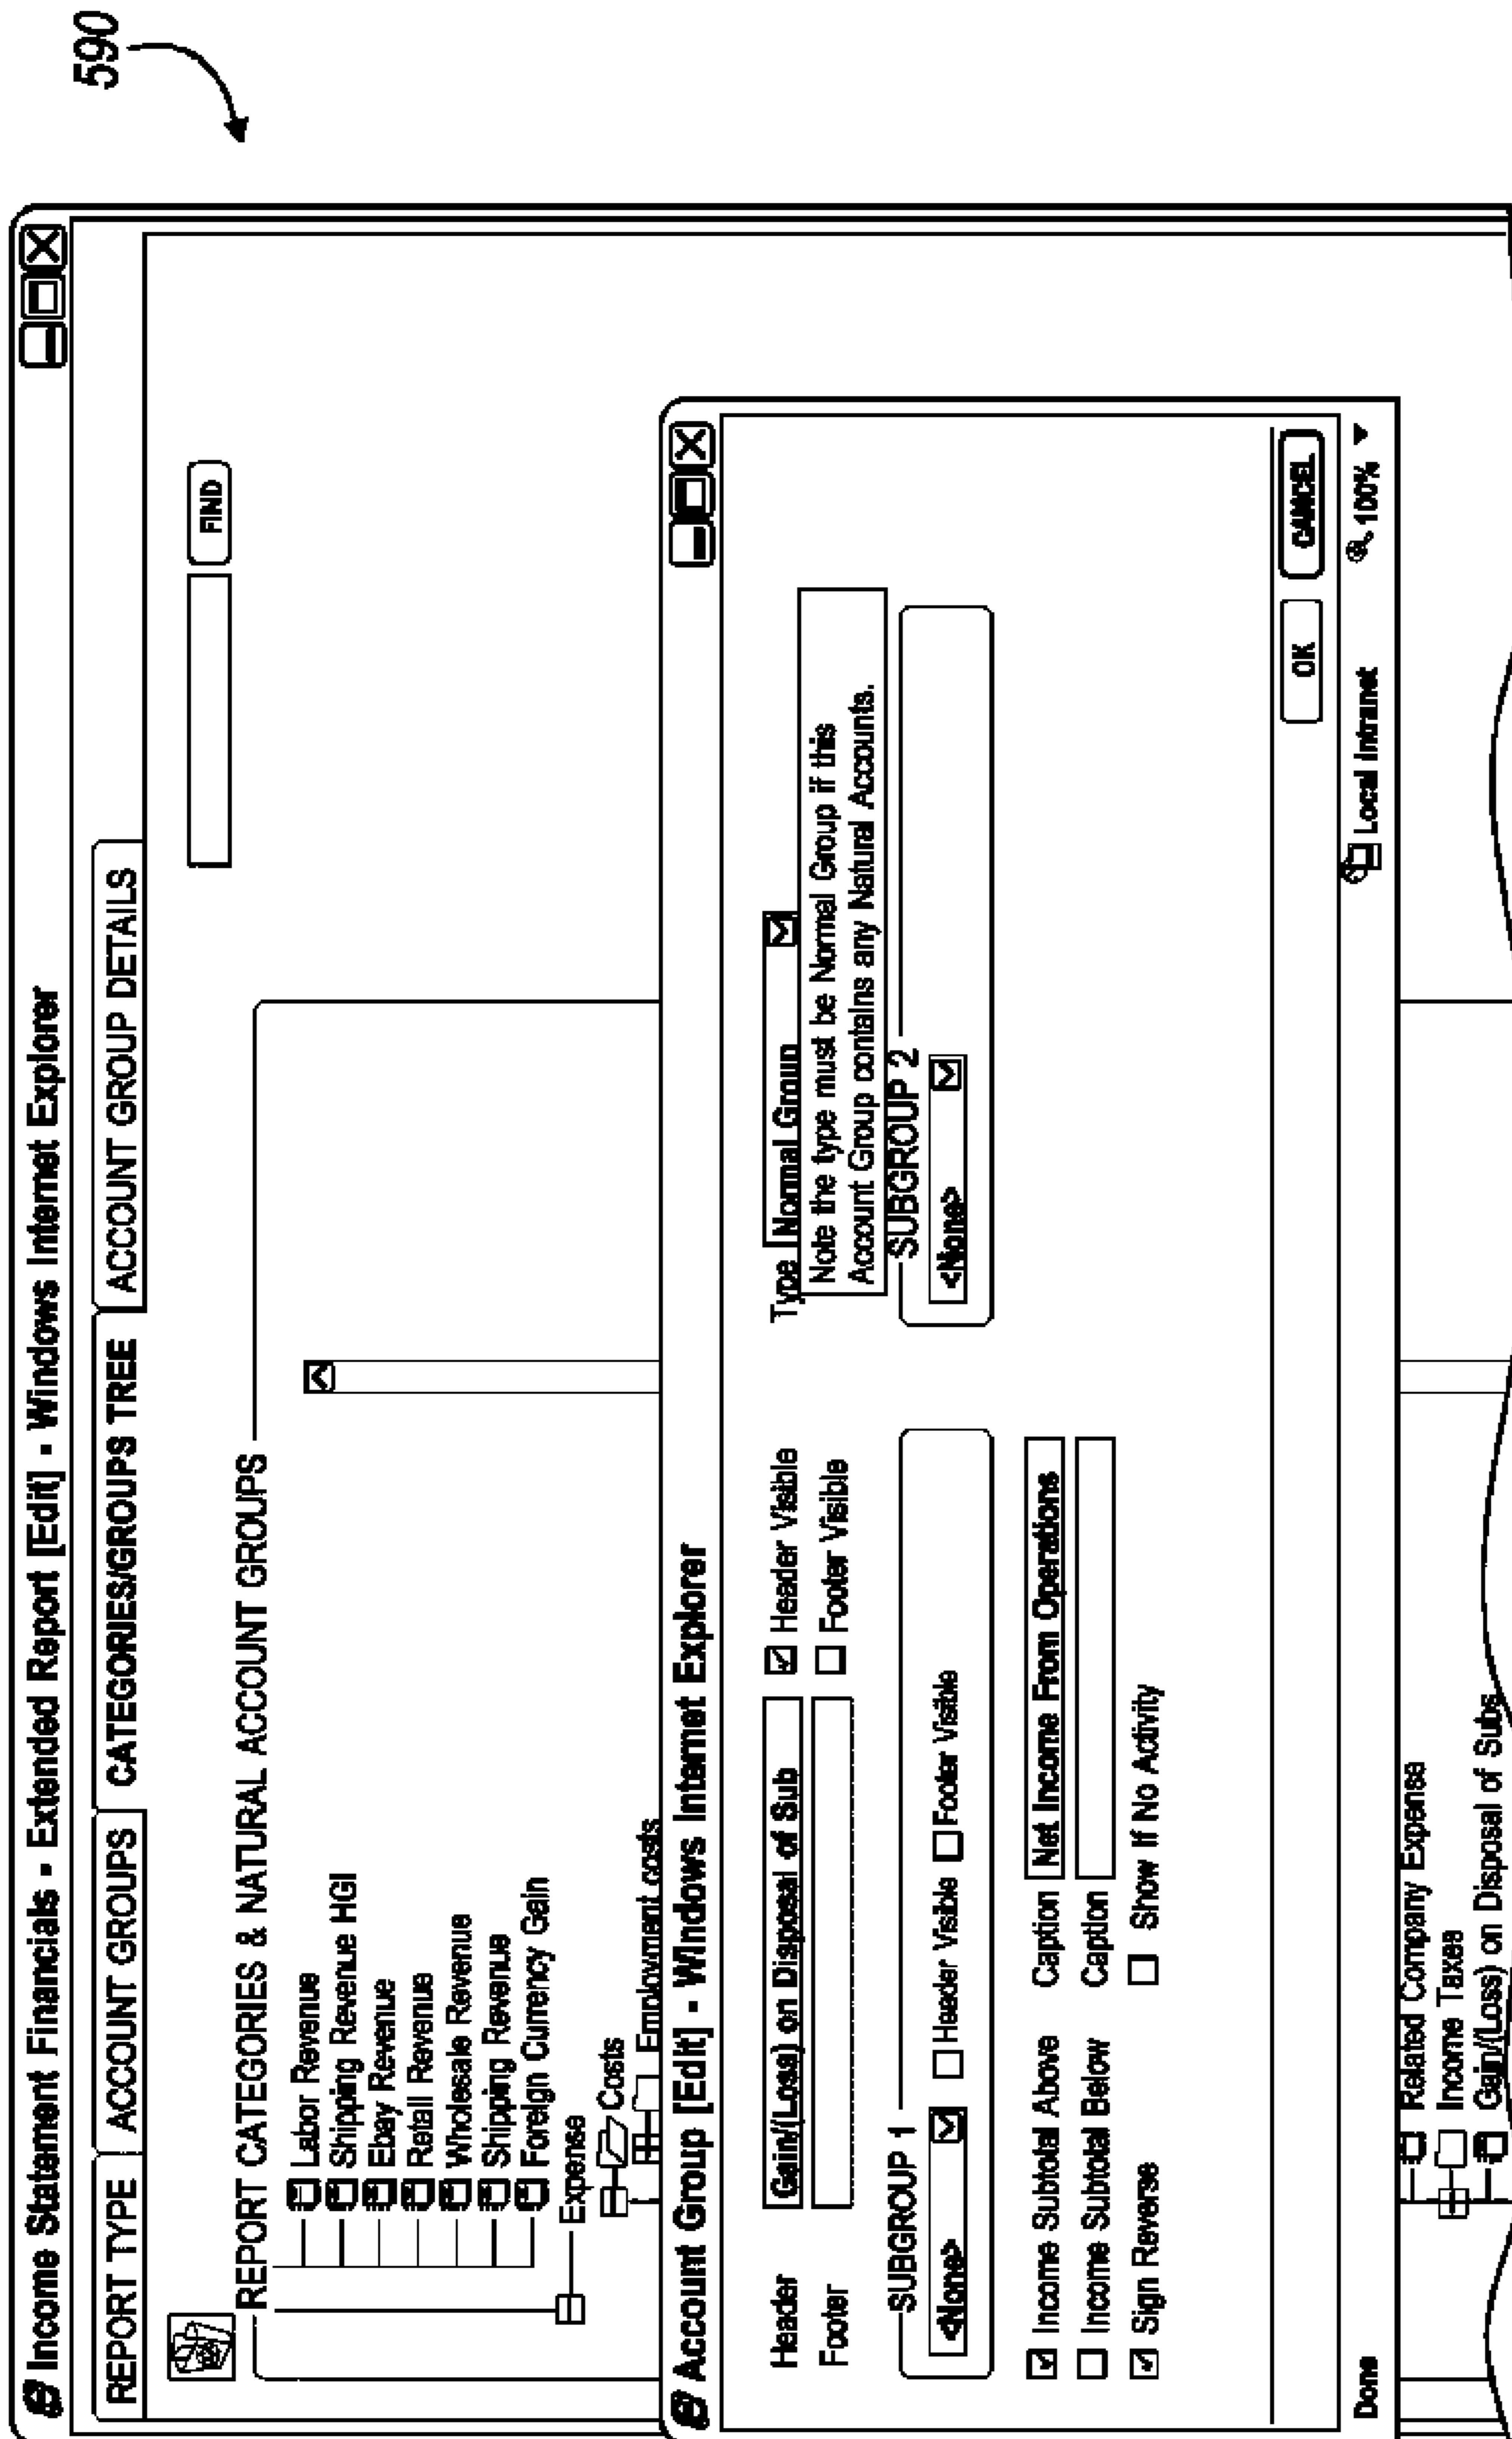 590
Income Statement Financials - Extended Report [Edit] - Windows Internet Explorer
REPORT TYPE ACCOUNT GROUPS CATEGORIES/GROUPS TREE ACCOUNT GROUP DETAILS
FIND
REPORT CATEGORIES & NATURAL ACCOUNT GROUPS
Labor Revenue
Shipping Revenue HGI
Ebay Revenue
Retail Revenue
Wholesale Revenue
Shipping Revenue
Foreign Currency Gain
Expense
Costs
Employment costs
Account Group [Edit] - Windows Internet Explorer
Header Gain/(Loss) on Disposal of Sub Header Visible Type Normal Group
Footer Footer Visible
Note the type must be Normal Group if this
Account Group contains any Natural Accounts.
SUBGROUP 1 SUBGROUP 2
<None> Header Visible Footer Visible <None>
Income Subtotal Above Caption Net Income From Operations
Income Subtotal Below Caption
Sign Reverse Show If No Activity
OK CANCEL
Done Local Intranet 100%
Related Company Expense
Income Taxes
Gain/(Loss) on Disposal of Subs